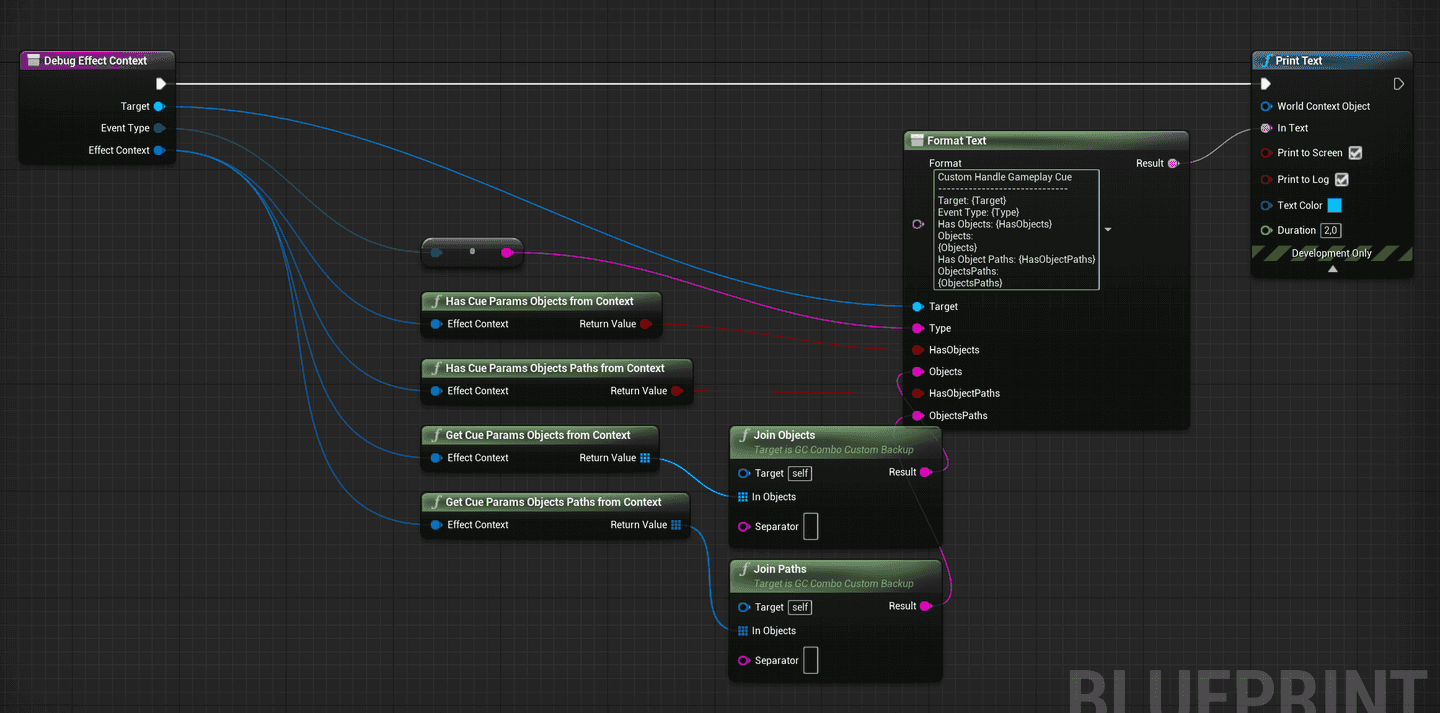 Debug Effect Context
Target
Event Type
Effect Context
Has Cue Params Objects from Context
Effect Context
Return Value
Has Cue Params Objects Paths from Context
Effect Context
Return Value
Get Cue Params Objects from Context
Effect Context
Return Value
Get Cue Params Objects Paths from Context
Effect Context
Return Value
Join Objects
Target is GC Combo Custom Backup
Target self
Result
In Objects
Separator
Join Paths
Target is GC Combo Custom Backup
Target self
Result
In Objects
Separator
Format Text
Format
Result
Custom Handle Gameplay Cue
------------------------------
Target: {Target}
Event Type: {Type}
Has Objects: {HasObjects}
Objects:
{Objects}
Has Object Paths: {HasObjectPaths}
ObjectsPaths:
{ObjectsPaths}
Target
Type
HasObjects
Objects
HasObjectPaths
ObjectsPaths
Print Text
World Context Object
In Text
Print to Screen
Print to Log
Text Color
Duration 2,0
Development Only
BLUEPRINT